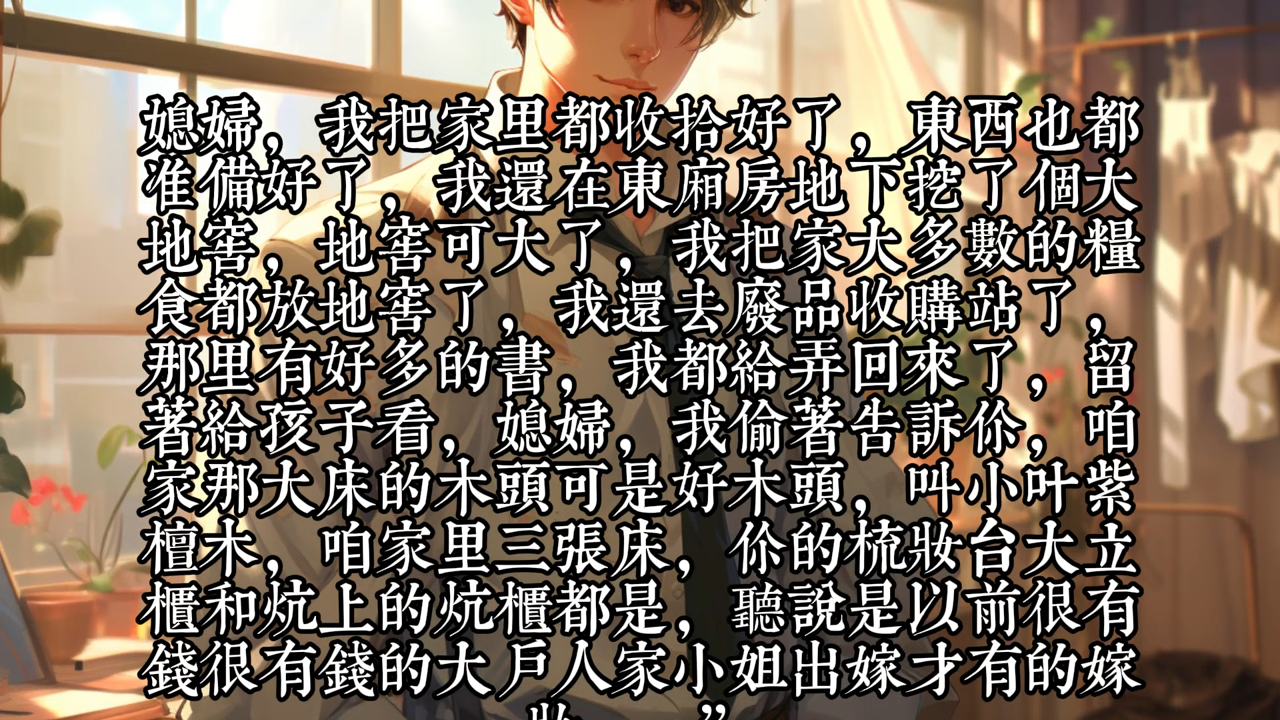 媳婦，我把家里都收拾好了，東西也都
准備好了，我還在東廂房地下挖了個大
地窖，地窖可大了，我把家大多數的糧
食都放地窖了，我還去廢品收購站了，
那里有好多的書，我都給弄回來了，留
著給孩子看，媳婦，我偷著告訴伱，咱
家那大床的木頭可是好木頭，叫小叶紫
檀木，咱家里三張床，伱的梳妝台大立
櫃和炕上的炕櫃都是，聽說是以前很有
錢很有錢的大戶人家小姐出嫁才有的嫁